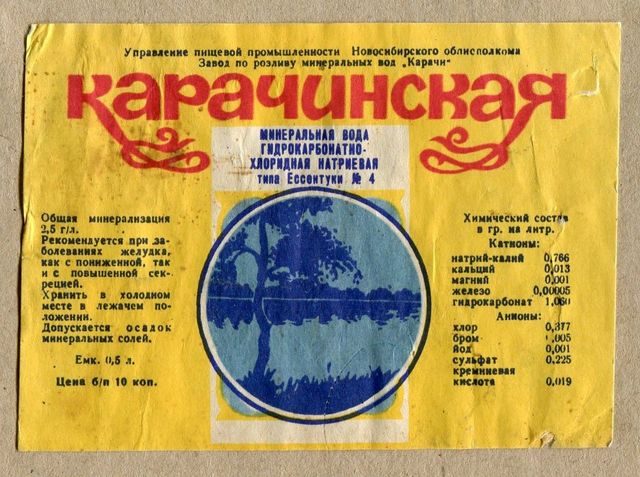 Управление пищевой промышленности Новосибирского облисполкома
Завод по розливу минеральных вод „Карачи“
Карачинская
МИНЕРАЛЬНАЯ ВОДА
ГИДРОКАРБОНАТНО-
ХЛОРИДНАЯ НАТРИЕВАЯ
типа Ессентуки № 4
Общая минерализация
2,5 г/л.
Рекомендуется при за-
болеваниях желудка,
как с пониженной, так
и с повышенной сек-
рецией.
Хранить в холодном
месте в лежачем по-
ложении.
Допускается осадок
минеральных солей.
Емк. 0,5 л.
Цена б/п 10 коп.
Химический состав
в гр. на литр.
Катионы:
натрий-калий 0,766
кальций 0,013
магний 0,001
железо 0,00005
гидрокарбонат 1,060
Анионы:
хлор 0,377
бром ,005
йод 0,001
сульфат 0,225
кремниевая
кислота 0,019